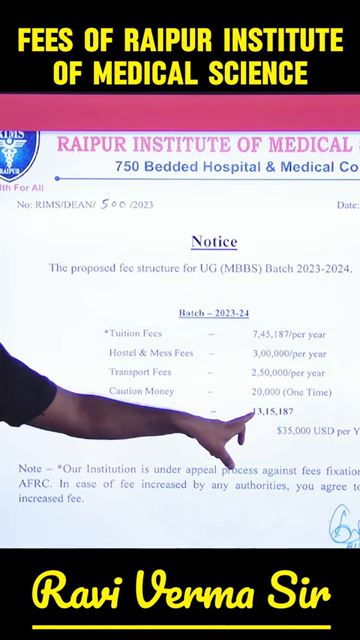 FEES OF RAIPUR INSTITUTE
OF MEDICAL SCIENCE
RIMS
RAIPUR
RAIPUR INSTITUTE OF MEDICAL
750 Bedded Hospital & Medical
For All
No: RIMS/DEAN/ 500 /2023 Date:
Notice
The proposed fee structure for UG (MBBS) Batch 2023-2024.
Batch – 2023-24
*Tuition Fees – 7,45,187/per year
Hostel & Mess Fees – 3,00,000/per year
Transport Fees – 2,50,000/per year
Caution Money – 20,000 (One Time)
– 13,15,187
$35,000 USD per
Note – *Our Institution is under appeal process against fees fixation
AFRC. In case of fee increased by any authorities, you agree to
increased fee.
Ravi Verma Sir